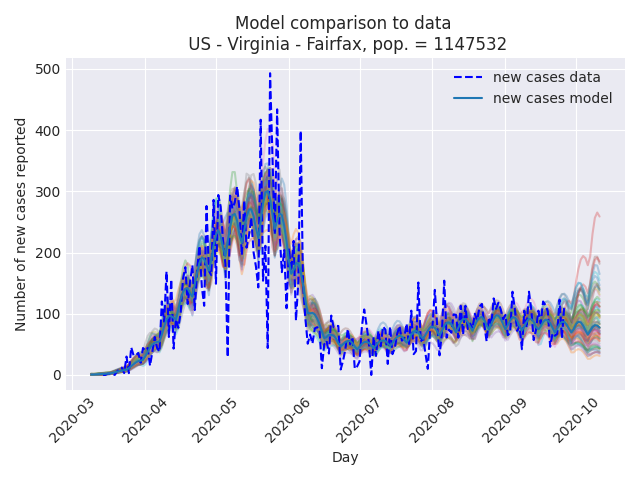 Model comparison to data
US - Virginia - Fairfax, pop. = 1147532
new cases data
new cases model
Number of new cases reported
500
400
300
200
100
0
2020-03
2020-04
2020-05
2020-06
2020-07
2020-08
2020-09
2020-10
Day